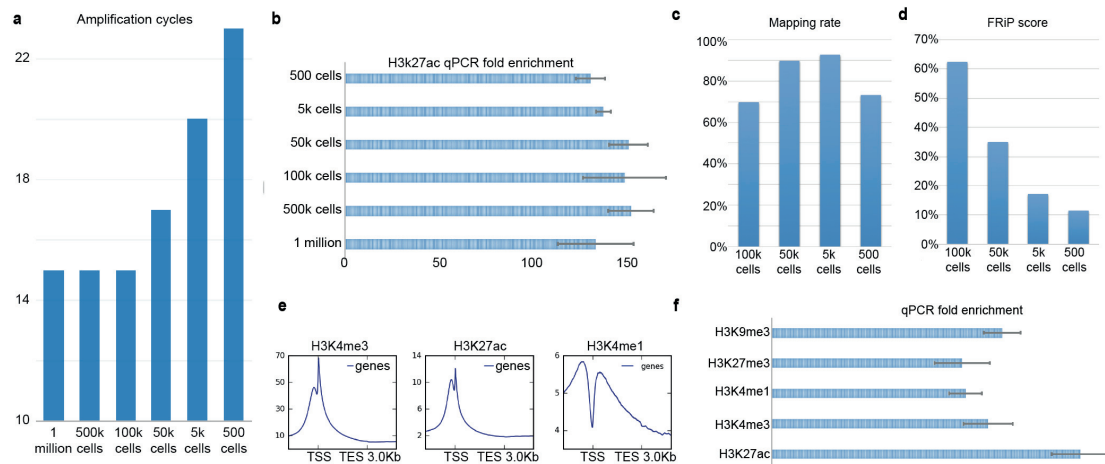 a
Amplification cycles
22
18
14
10
1 million
500k cells
100k cells
50k cells
5k cells
500 cells
b
H3k27ac qPCR fold enrichment
500 cells
5k cells
50k cells
100k cells
500k cells
1 million
0 50 100 150
c
Mapping rate
100%
80%
60%
40%
20%
0%
100k cells
50k cells
5k cells
500 cells
d
FRiP score
70%
60%
50%
40%
30%
20%
10%
0%
100k cells
50k cells
5k cells
500 cells
e
H3K4me3
genes
70
50
30
10
TSS TES 3.0Kb
H3K27ac
genes
14
10
6
2
TSS TES 3.0Kb
H3K4me1
genes
6
5
4
TSS TES 3.0Kb
f
qPCR fold enrichment
H3K9me3
H3K27me3
H3K4me1
H3K4me3
H3K27ac